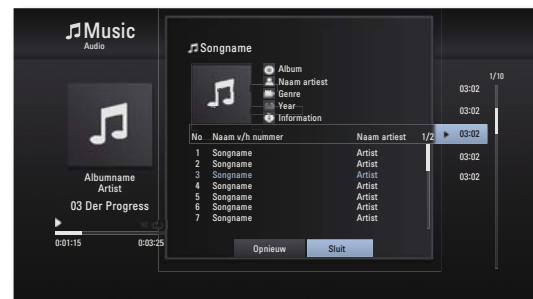 Music
Audio
Songname
Album
Naam artiest
Genre
Year
Information
No Naam v/h nummer Naam artiest 1/2
1 Songname Artist
2 Songname Artist
3 Songname Artist
4 Songname Artist
5 Songname Artist
6 Songname Artist
7 Songname Artist
Opnieuw Sluit
Albumname
Artist
03 Der Progress
0:01:15 0:03:25
1/10
03:02
03:02
03:02
03:02
03:02